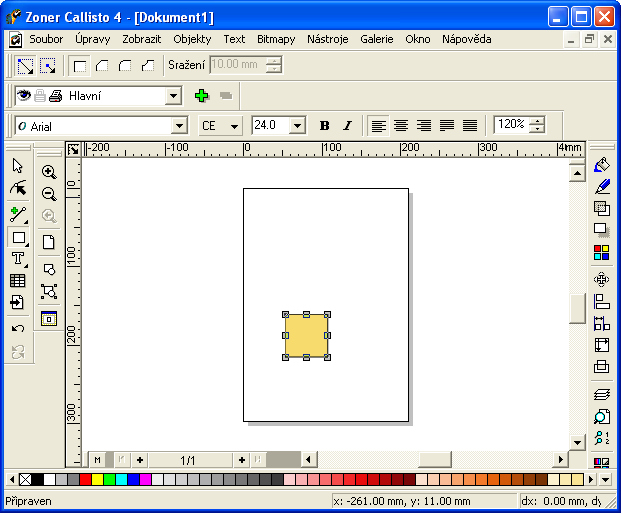 Zoner Callisto 4 - [Dokument1]
Soubor Úpravy Zobrazit Objekty Text Bitmapy Nástroje Galerie Okno Nápověda
Sražení 10.00 mm
Hlavní
O Arial CE 24.0 B I 120%
-200 -100 0 100 200 300 4 mm
0
100
200
300
M 1/1
Připraven x: -261.00 mm, y: 11.00 mm dx: 0.00 mm, dy